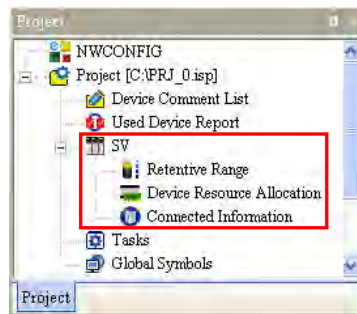 Project
NWCONFIG
Project [C:\PRJ_0.isp]
Device Comment List
Used Device Report
SV
Retentive Range
Device Resource Allocation
Connected Information
Tasks
Global Symbols
Project